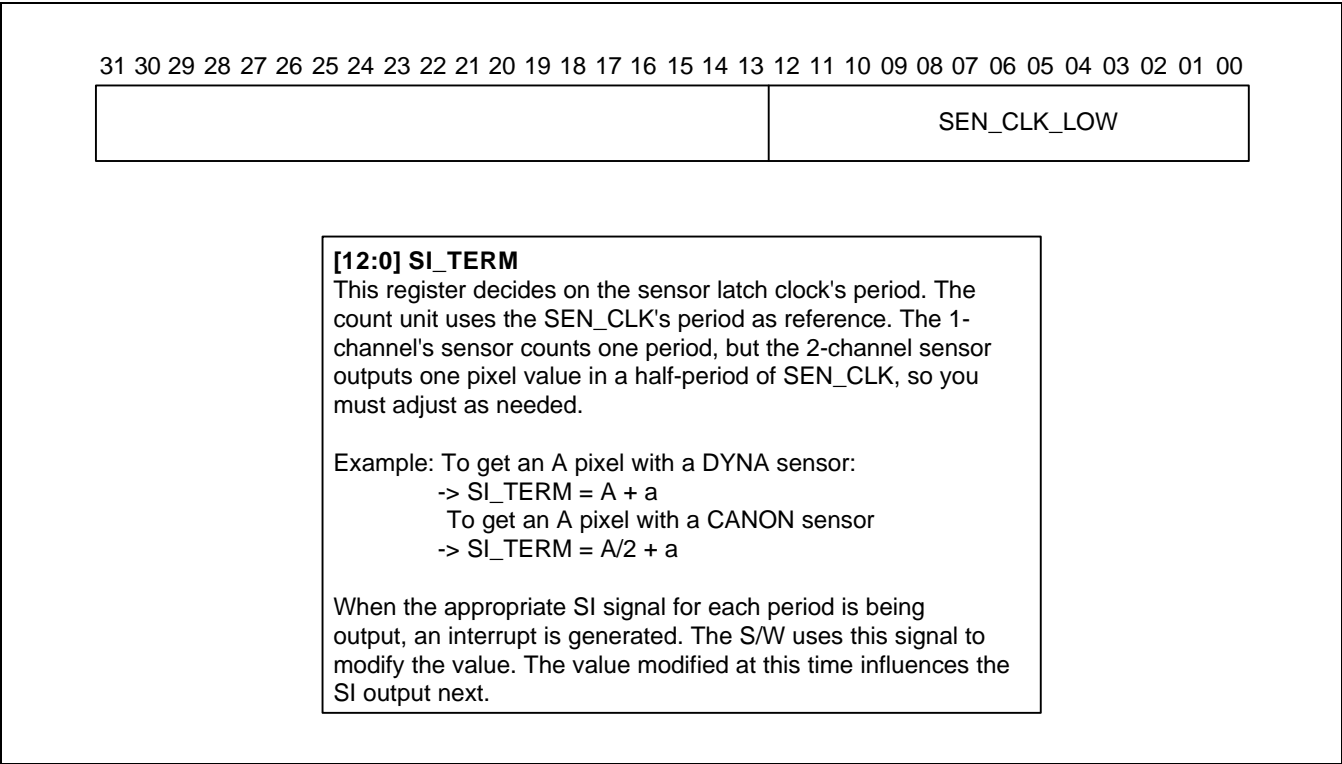 31 30 29 28 27 26 25 24 23 22 21 20 19 18 17 16 15 14 13 12 11 10 09 08 07 06 05 04 03 02 01 00
SEN_CLK_LOW
[12:0] SI_TERM
This register decides on the sensor latch clock's period. The
count unit uses the SEN_CLK's period as reference. The 1-
channel's sensor counts one period, but the 2-channel sensor
outputs one pixel value in a half-period of SEN_CLK, so you
must adjust as needed.
Example: To get an A pixel with a DYNA sensor:
-> SI_TERM = A + a
To get an A pixel with a CANON sensor
-> SI_TERM = A/2 + a
When the appropriate SI signal for each period is being
output, an interrupt is generated. The S/W uses this signal to
modify the value. The value modified at this time influences the
SI output next.